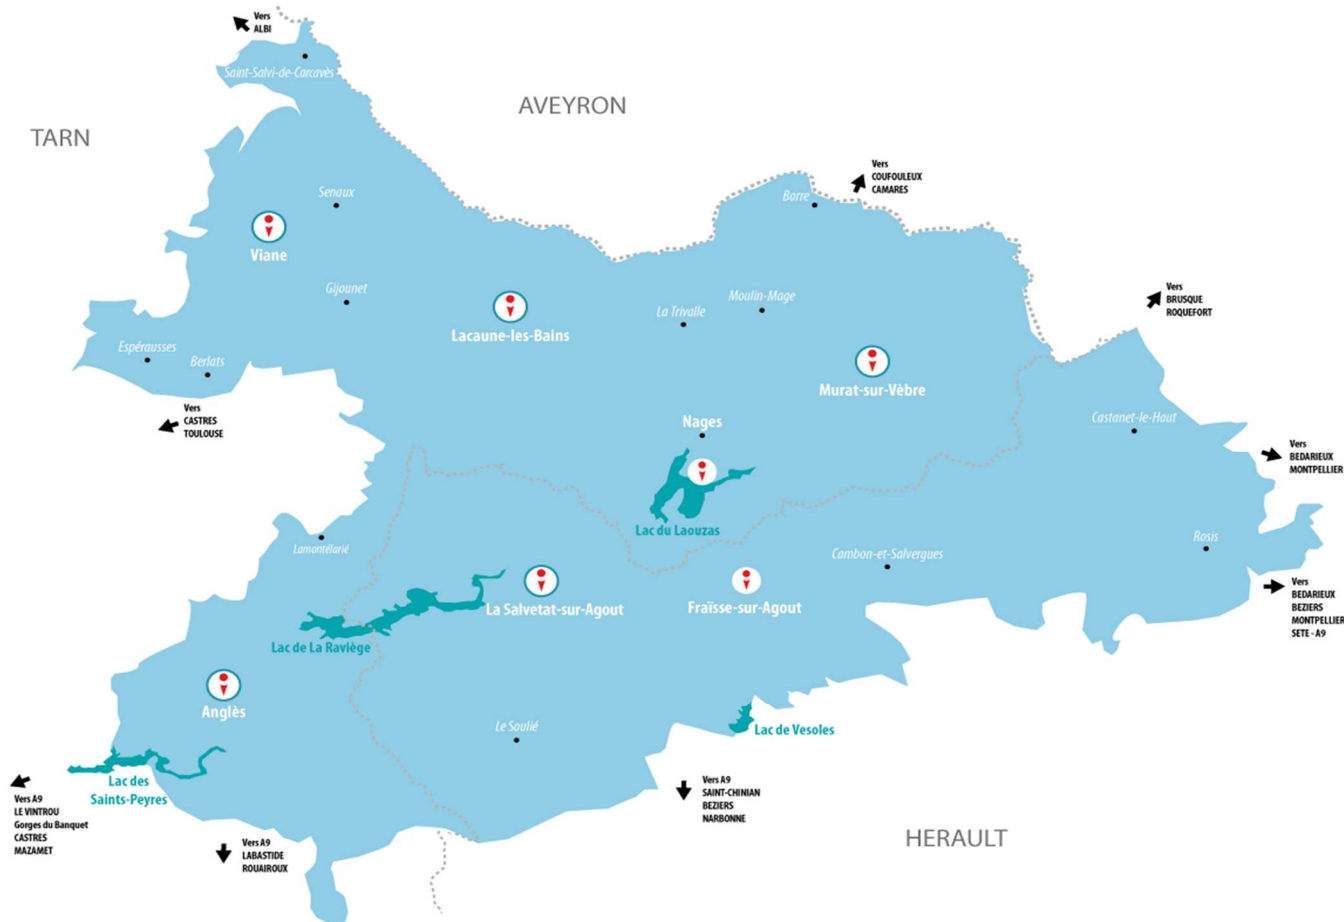 Vers
ALBI
Saint-Salvi-de-Carcavès
AVEYRON
TARN
Vers
COUFOULEUX
CAMARES
Senaux
Barre
Viane
Gijounet
Vers
BRUSQUE
ROQUEFORT
Moulin-Mage
La Trivalle
Lacaune-les-Bains
Espérausses
Berlats
Murat-sur-Vèbre
Vers
CASTRES
TOULOUSE
Nages
Castanet-le-Haut
Vers
BEDARIEUX
MONTPELLIER
Lac du Laouzas
Lamontélarié
Cambon-et-Salvergues
Rosis
Vers
BEDARIEUX
BEZIERS
MONTPELLIER
SETE - A9
La Salvetat-sur-Agout
Fraïsse-sur-Agout
Lac de La Raviège
Anglès
Le Soulié
Lac de Vesoles
Lac des
Saints-Peyres
Vers A9
SAINT-CHINIAN
BEZIERS
NARBONNE
Vers A9
LE VINTROU
Gorges du Banquet
CASTRES
MAZAMET
Vers A9
LABASTIDE
ROUAIROUX
HERAULT